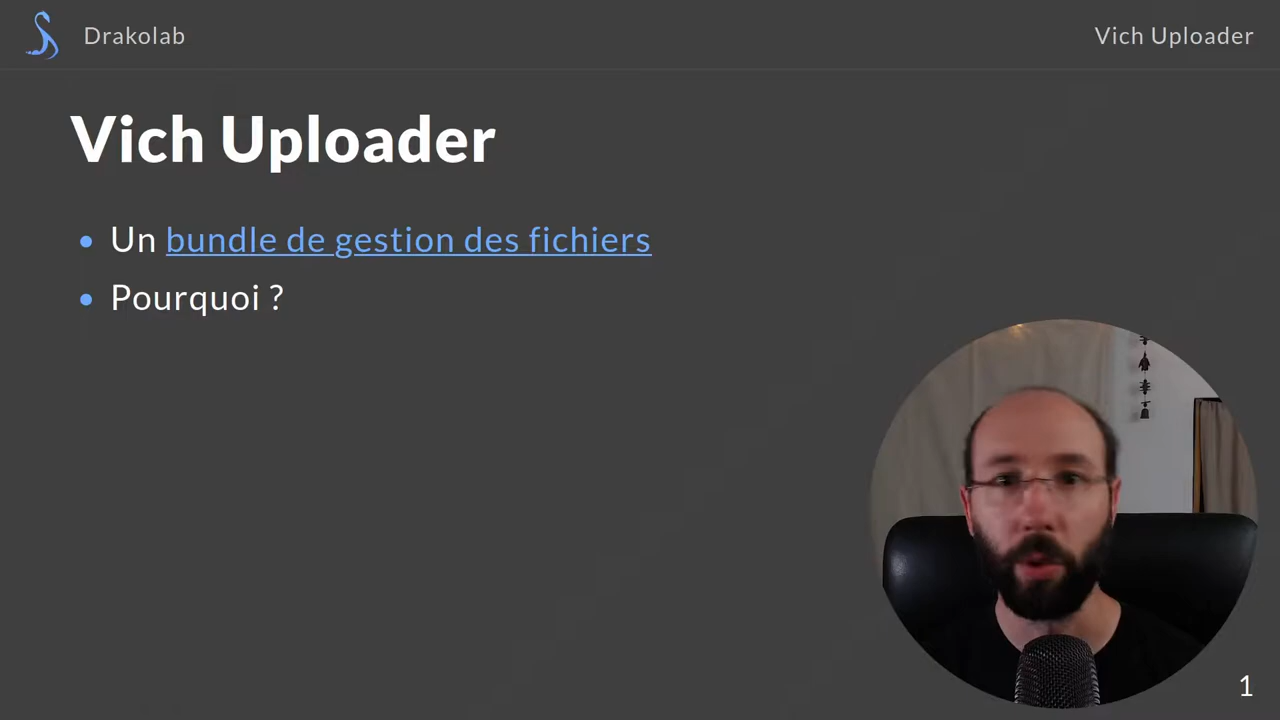 Drakolab
Vich Uploader
Vich Uploader
Un bundle de gestion des fichiers
Pourquoi ?
1